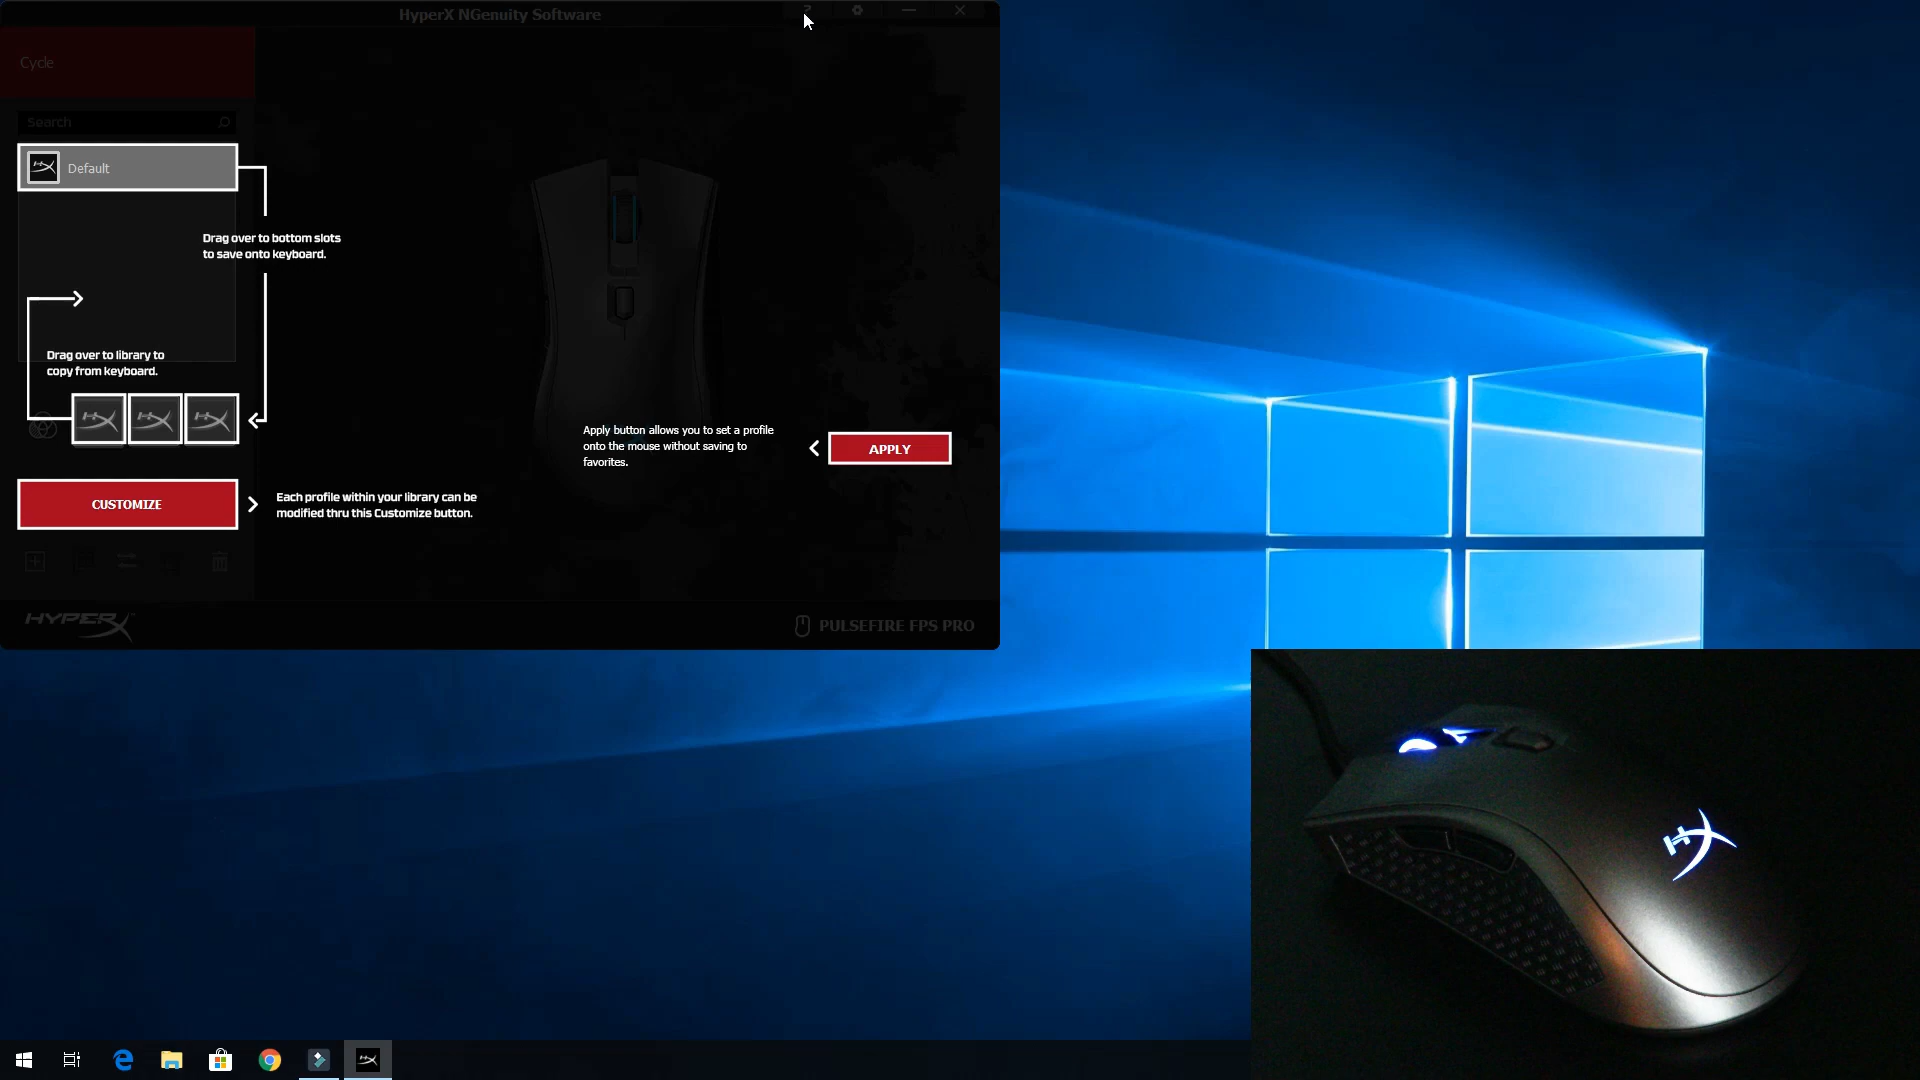 HyperX NGenuity Software
?
Cycle
Search
Default
Drag over to bottom slots
to save onto keyboard.
Drag over to library to
copy from keyboard.
Apply button allows you to set a profile
onto the mouse without saving to
favorites.
APPLY
CUSTOMIZE
Each profile within your library can be
modified thru this Customize button.
HYPERX
PULSEFIRE FPS PRO
HX